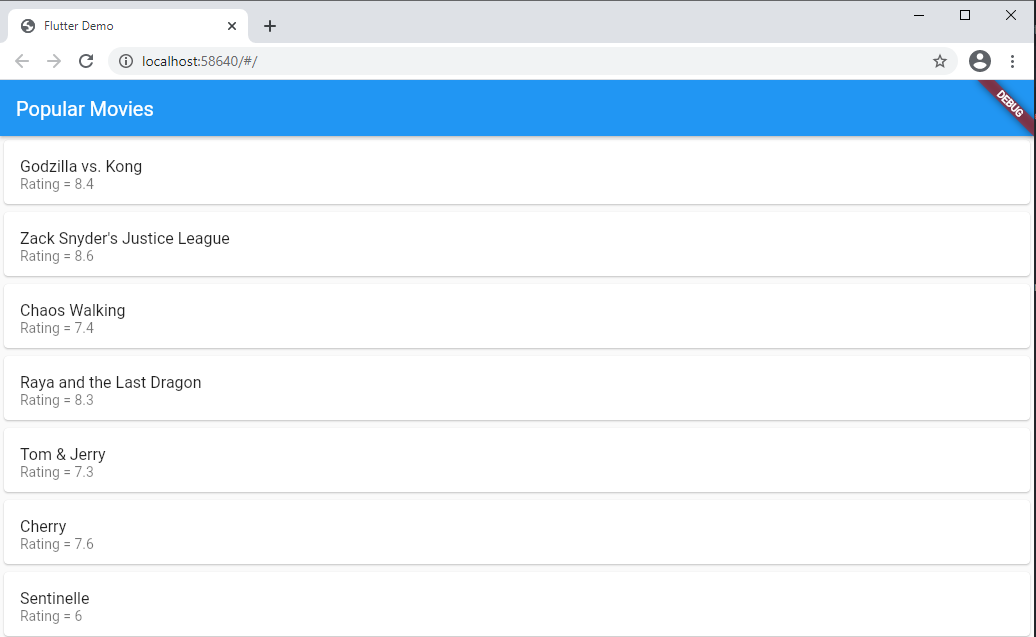 Flutter Demo
localhost:58640/#/
Popular Movies
DEBUG
Godzilla vs. Kong
Rating = 8.4
Zack Snyder's Justice League
Rating = 8.6
Chaos Walking
Rating = 7.4
Raya and the Last Dragon
Rating = 8.3
Tom & Jerry
Rating = 7.3
Cherry
Rating = 7.6
Sentinelle
Rating = 6